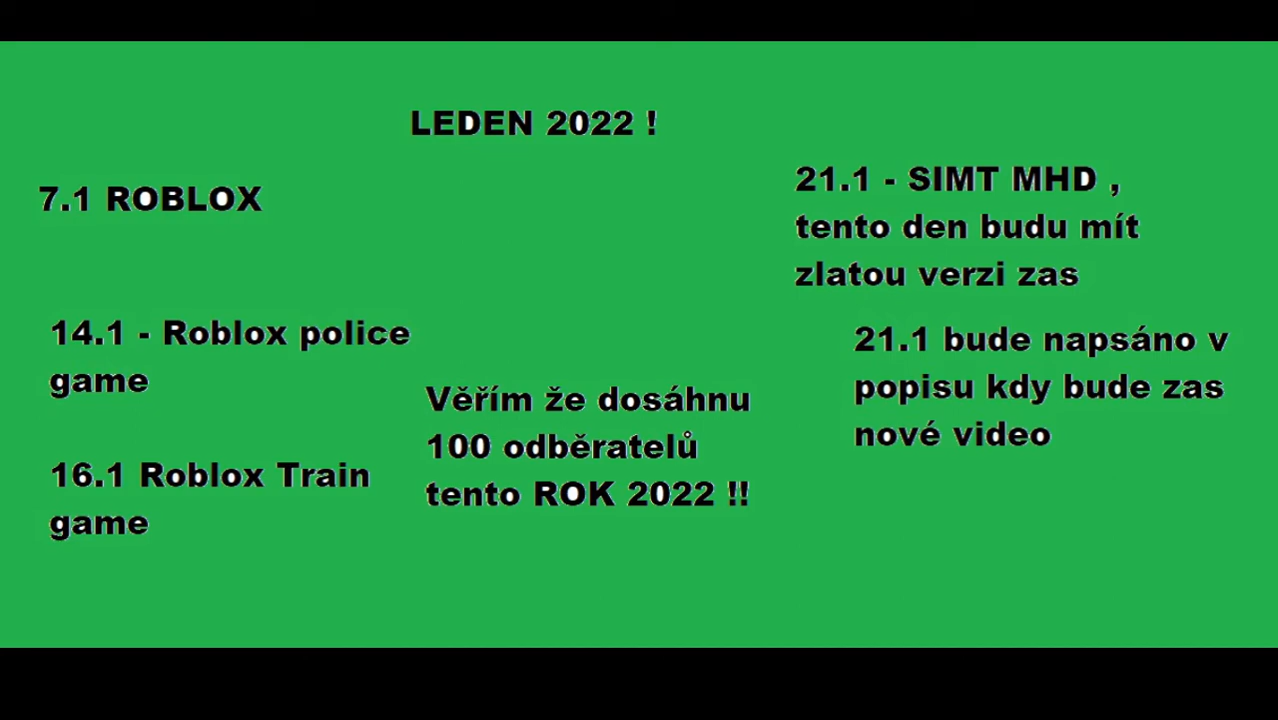 LEDEN 2022 !
7.1 ROBLOX
14.1 - Roblox police
game
16.1 Roblox Train
game
Věřím že dosáhnu
100 odběratelů
tento ROK 2022 !!
21.1 - SIMT MHD ,
tento den budu mít
zlatou verzi zas
21.1 bude napsáno v
popisu kdy bude zas
nové video